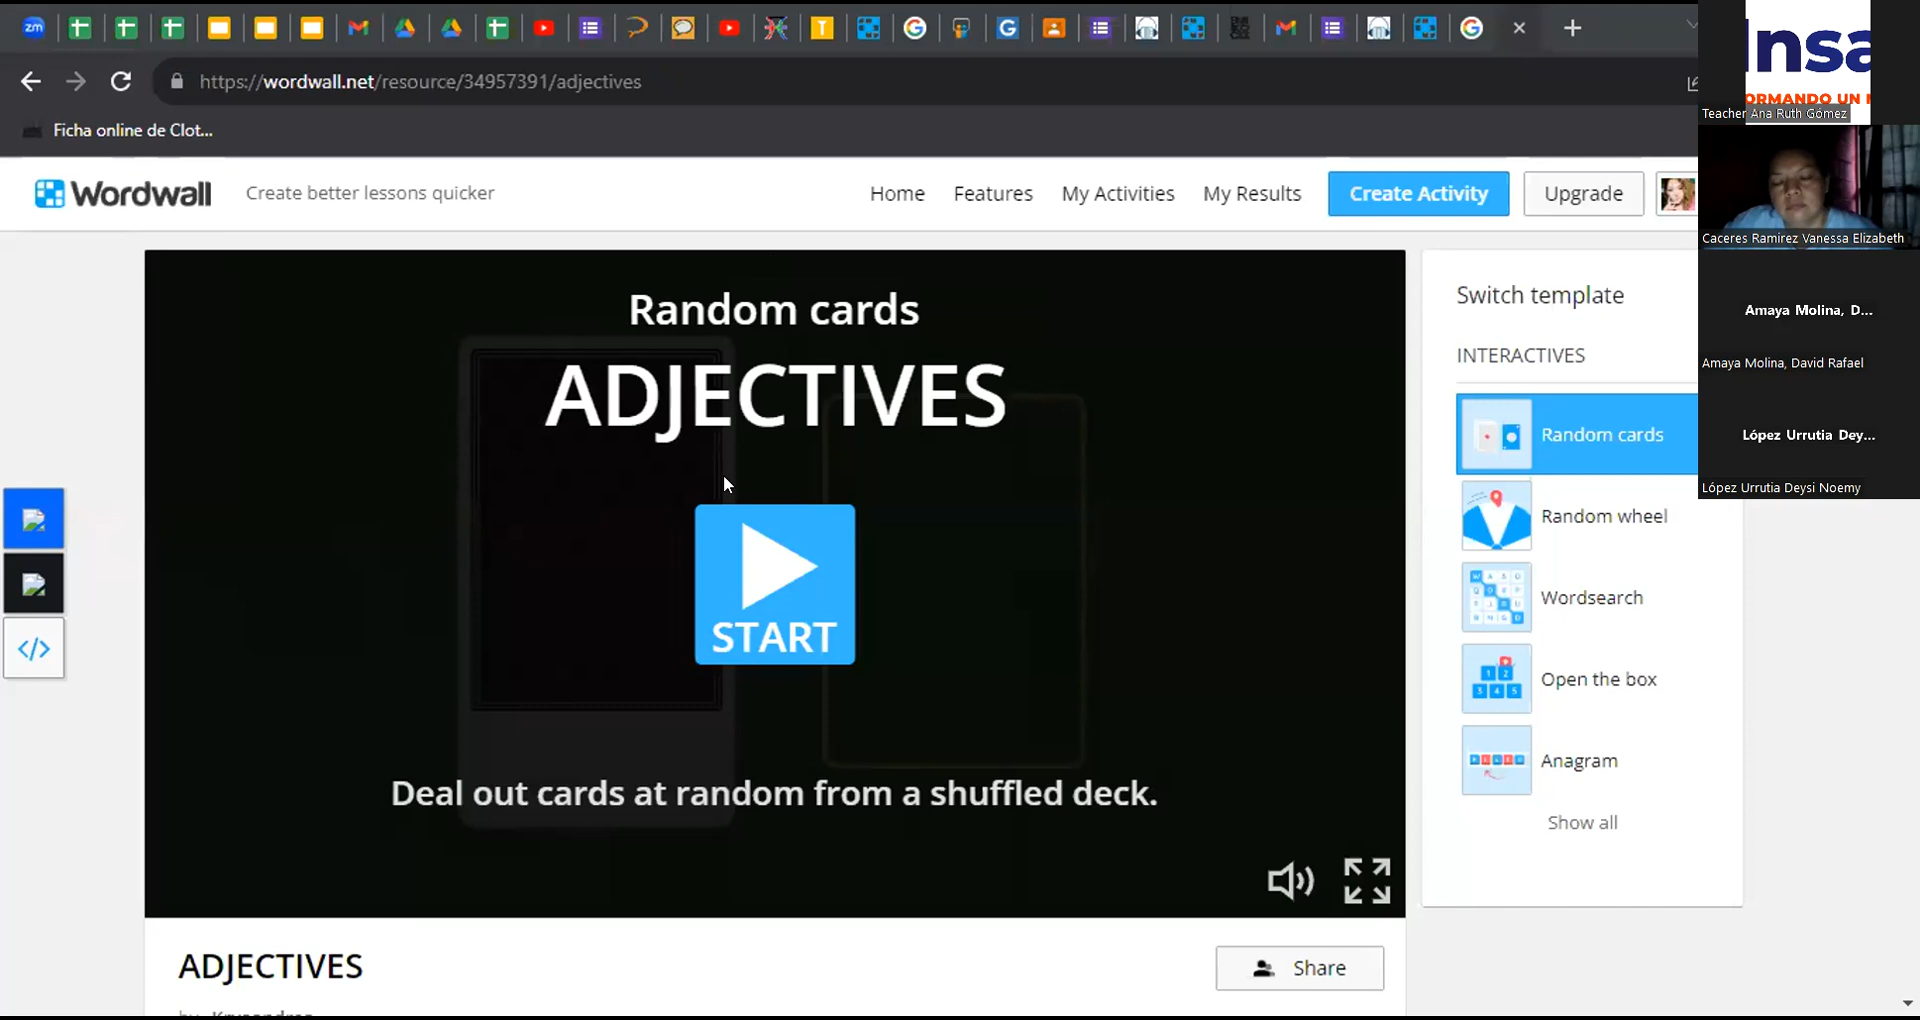 https://wordwall.net/resource/34957391/adjectives
Ficha online de Clot...
Wordwall
Create better lessons quicker
Home
Features
My Activities
My Results
Create Activity
Upgrade
Random cards
ADJECTIVES
START
Deal out cards at random from a shuffled deck.
ADJECTIVES
Share
Switch template
INTERACTIVES
Random cards
Random wheel
Wordsearch
Open the box
Anagram
Show all
Insa
ORMANDO UN
Teacher Ana Ruth Gómez
Caceres Ramirez Vanessa Elizabeth
Amaya Molina, D...
Amaya Molina, David Rafael
López Urrutia Dey...
López Urrutia Deysi Noemy